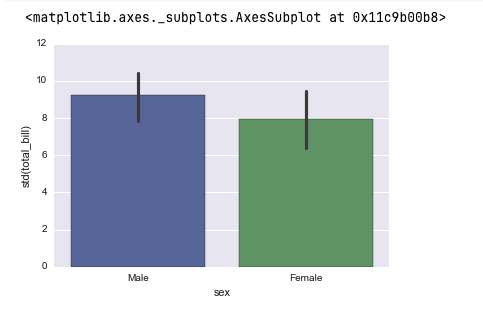 <matplotlib.axes._subplots.AxesSubplot at 0x11c9b00b8>
12
10
8
6
4
2
0
std(total_bill)
Male Female
sex